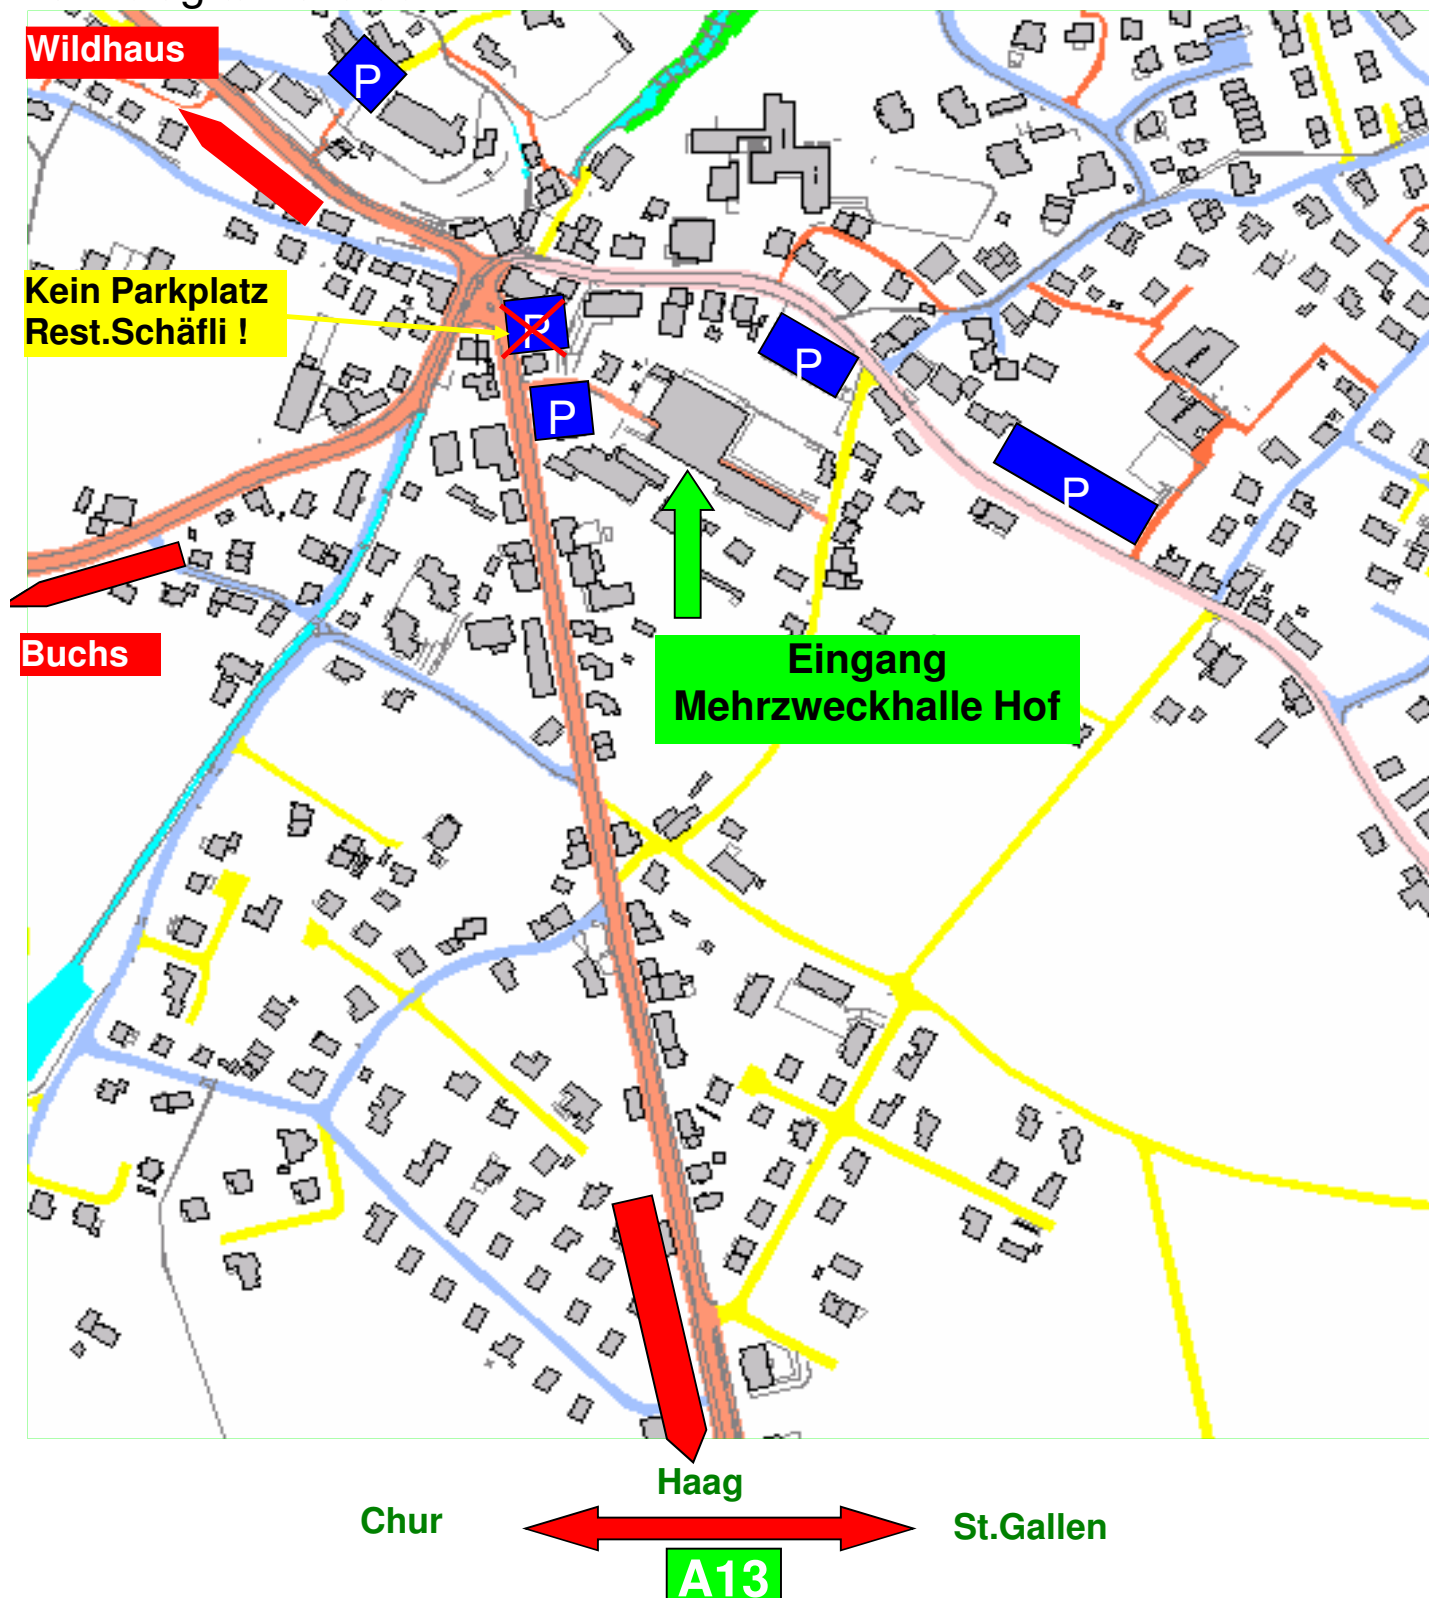 Wildhaus
P
Kein Parkplatz
Rest.Schäfli !
P
P
P
P
Buchs
Eingang
Mehrzweckhalle Hof
Haag
Chur
St.Gallen
A13